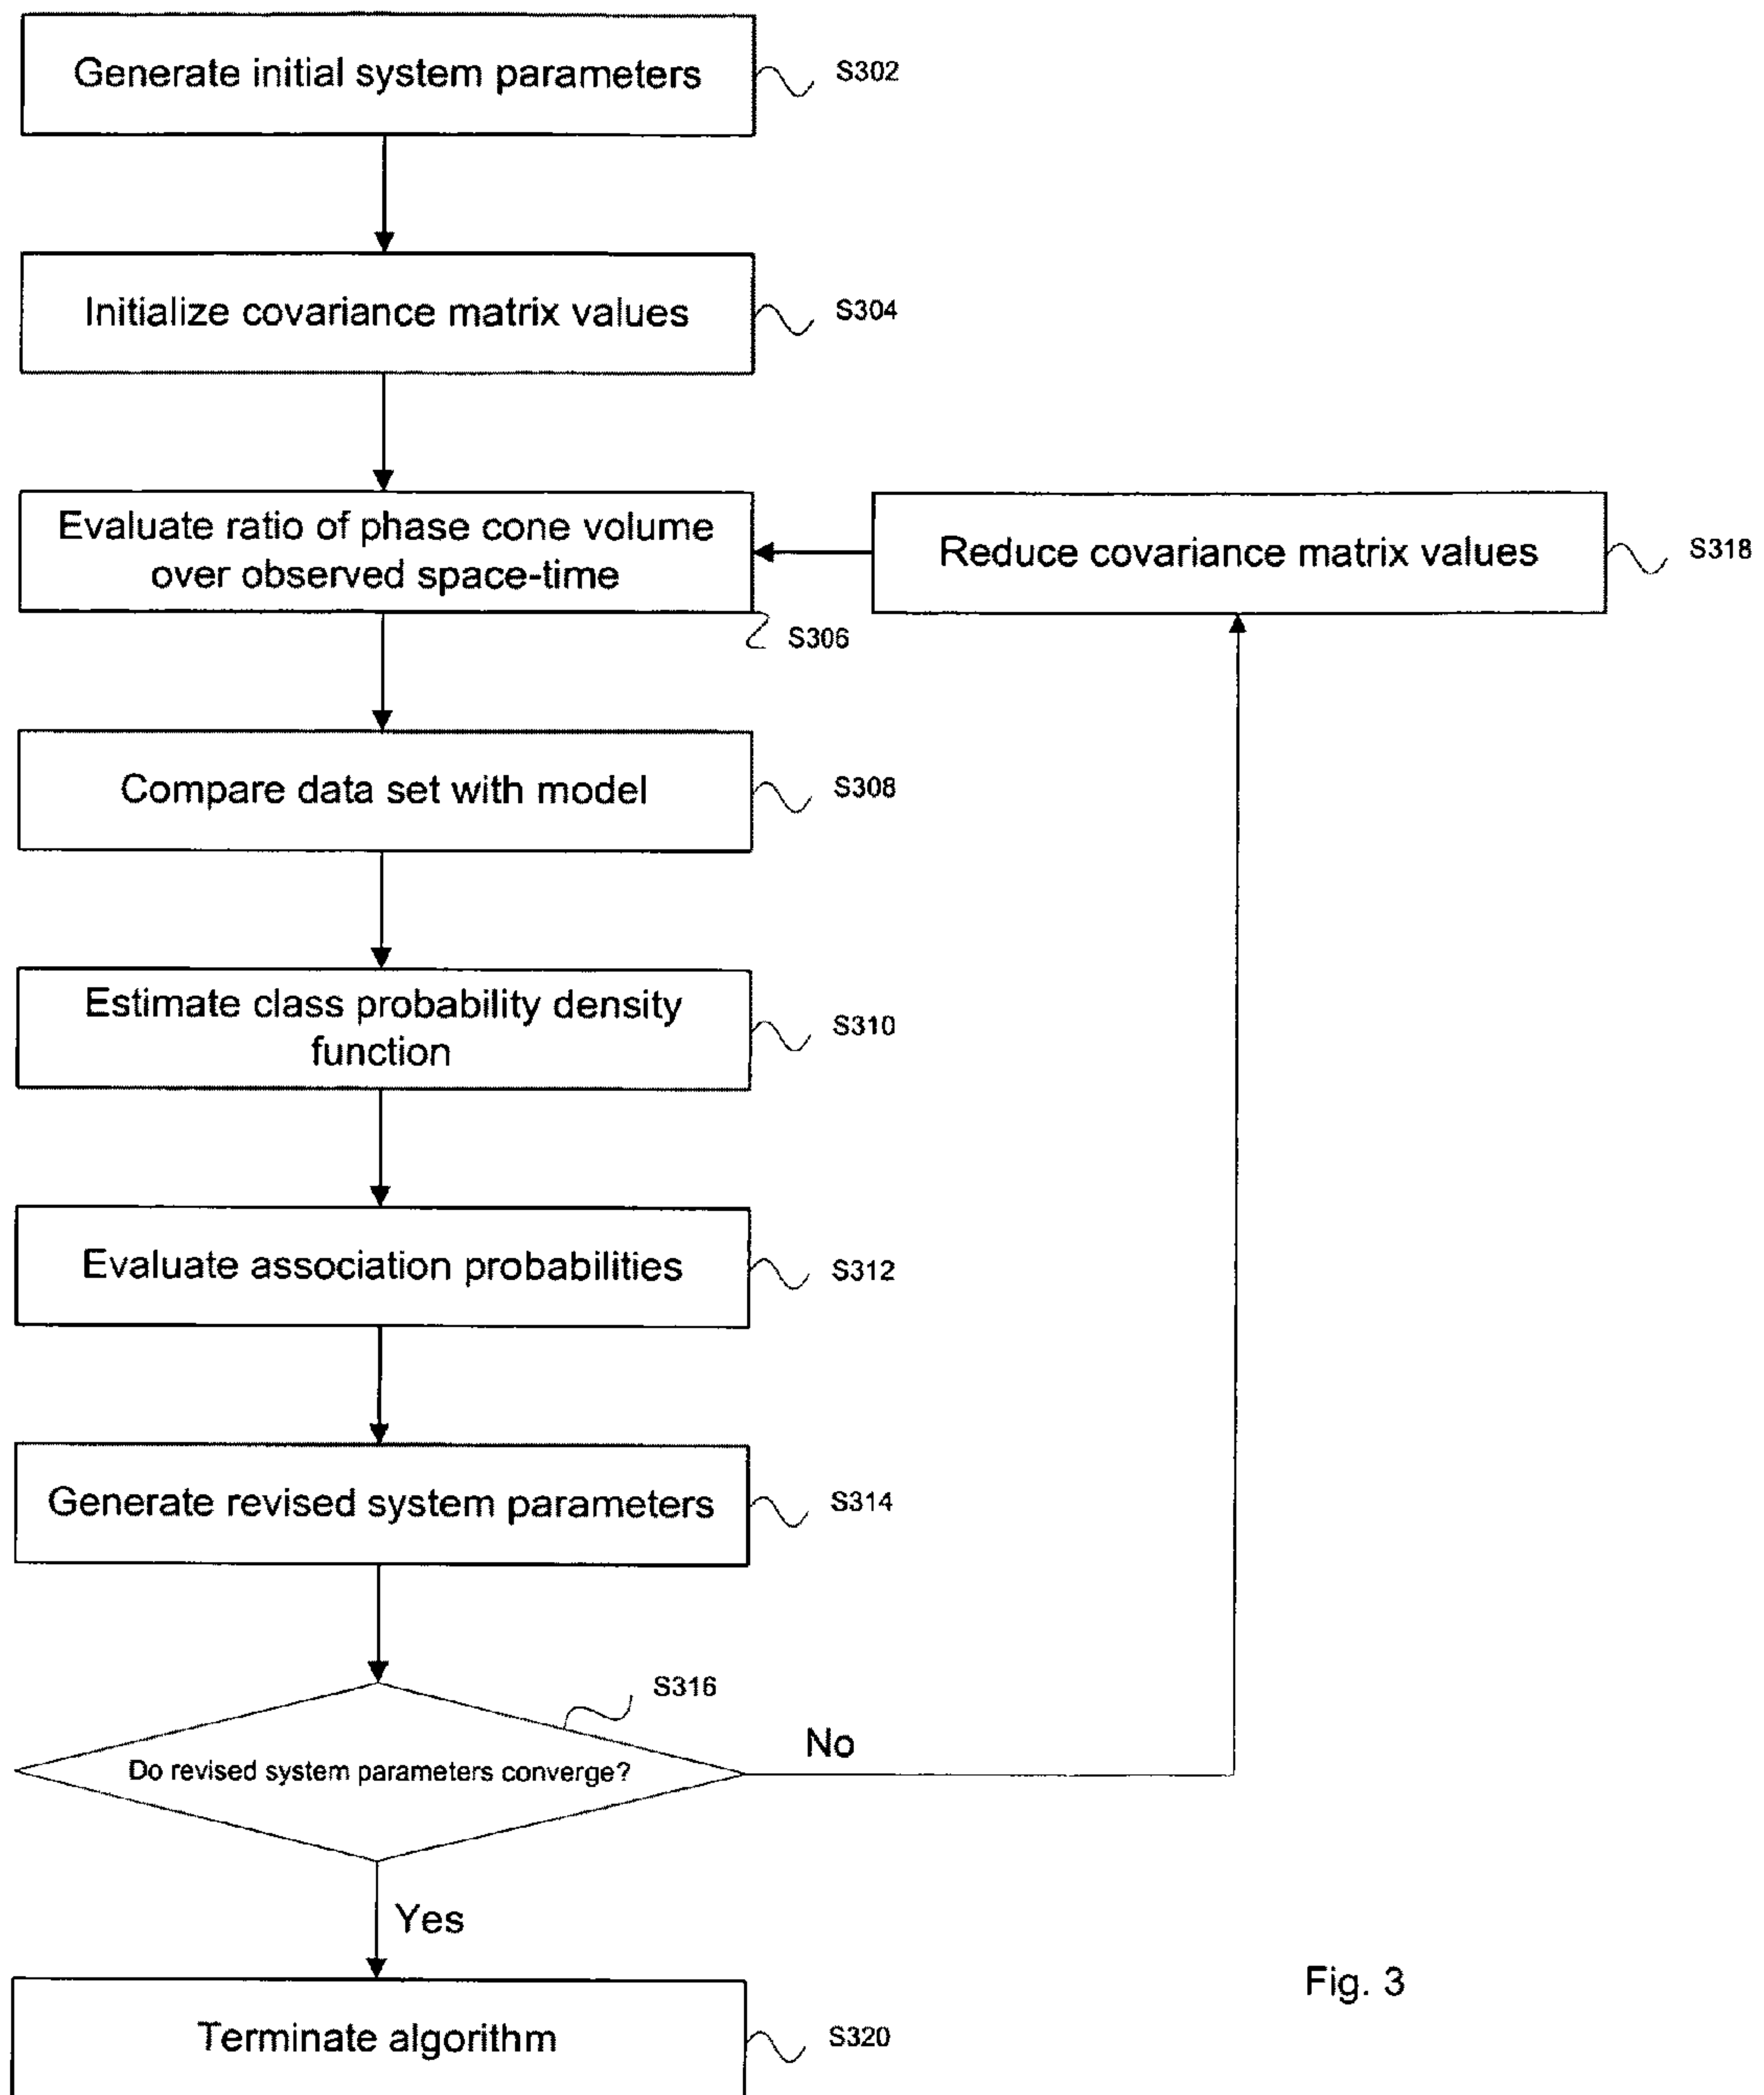 Generate initial system parameters
S302
Initialize covariance matrix values
S304
Evaluate ratio of phase cone volume
over observed space-time
S306
Reduce covariance matrix values
S318
Compare data set with model
S308
Estimate class probability density
function
S310
Evaluate association probabilities
S312
Generate revised system parameters
S314
S316
Do revised system parameters converge?
No
Yes
Terminate algorithm
S320
Fig. 3